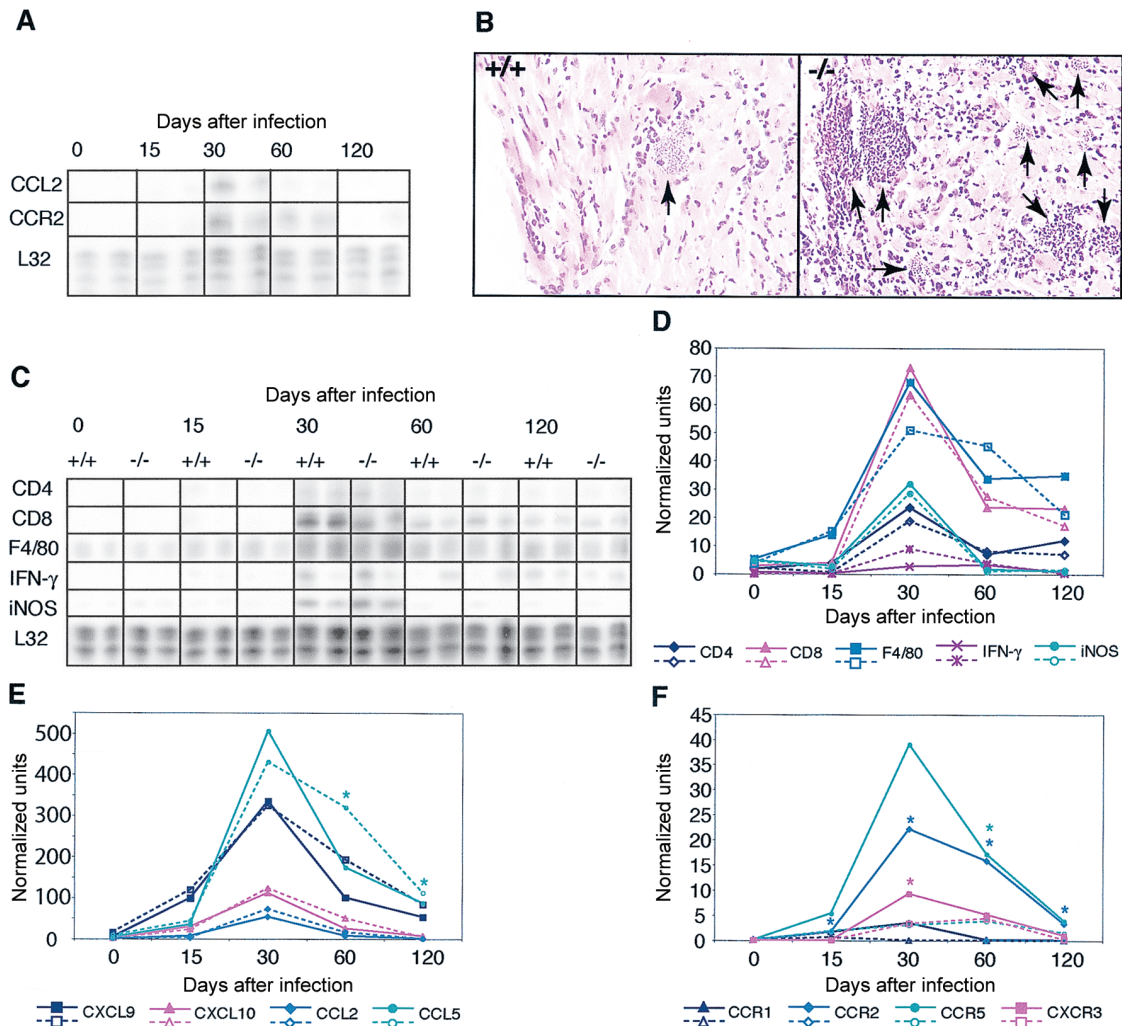 A
Days after infection
0 15 30 60 120
CCL2
CCR2
L32
B
+/+ -/-
C
Days after infection
0 15 30 60 120
+/+ -/- +/+ -/- +/+ -/- +/+ -/- +/+ -/-
CD4
CD8
F4/80
IFN-γ
iNOS
L32
D
80
70
60
50
40
30
20
10
0
Normalized units
0 15 30 60 120
Days after infection
CD4 CD8 F4/80 IFN-γ iNOS
E
500
400
300
200
100
0
Normalized units
* *
0 15 30 60 120
Days after infection
CXCL9 CXCL10 CCL2 CCL5
F
45
40
35
30
25
20
15
10
5
0
Normalized units
* * * * * *
0 15 30 60 120
Days after infection
CCR1 CCR2 CCR5 CXCR3